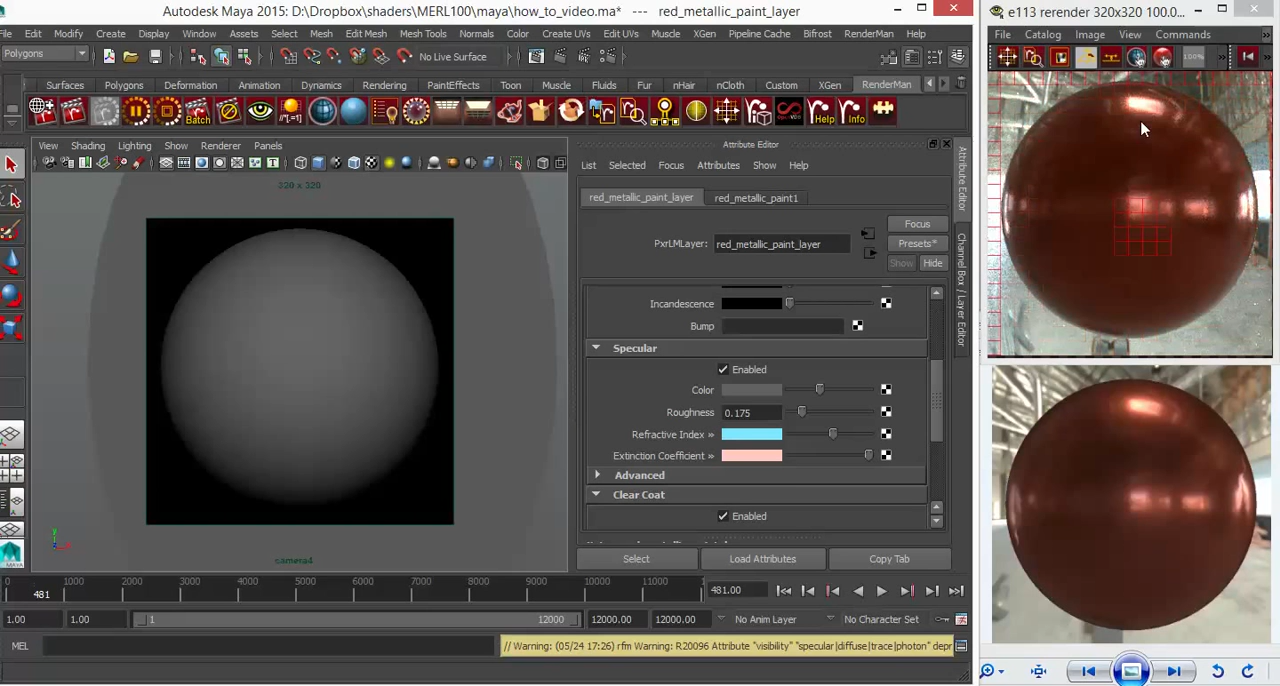 Autodesk Maya 2015: D:\Dropbox\shaders\MERL100\maya\how_to_video.ma* --- red_metallic_paint_layer
File Edit Modify Create Display Window Assets Select Mesh Edit Mesh Mesh Tools Normals Color Create UVs Edit UVs Muscle XGen Pipeline Cache Bifrost RenderMan Help
Polygons No Live Surface
Surfaces Polygons Deformation Animation Dynamics Rendering PaintEffects Toon Muscle Fluids Fur nHair nCloth Custom XGen RenderMan
Batch //"[.=] Help Info
View Shading Lighting Show Renderer Panels
320 x 320
camera4
Attribute Editor
List Selected Focus Attributes Show Help
red_metallic_paint_layer red_metallic_paint1
Focus
PxrLMLayer: red_metallic_paint_layer Presets*
Show Hide
Incandescence
Bump
Specular
Enabled
Color
Roughness 0.175
Refractive Index »
Extinction Coefficient »
Advanced
Clear Coat
Enabled
Select Load Attributes Copy Tab
Attribute Editor
Channel Box / Layer Editor
0 1000 2000 3000 4000 5000 6000 7000 8000 9000 10000 11000
481
481.00
1.00 1.00 1 12000 12000.00 12000.00 No Anim Layer No Character Set
MEL // Warning: (05/24 17:26) rfm Warning: R20096 Attribute "visibility" "specular|diffuse|trace|photon" depr
e113 rerender 320x320 100.0...
File Catalog Image View Commands
100%